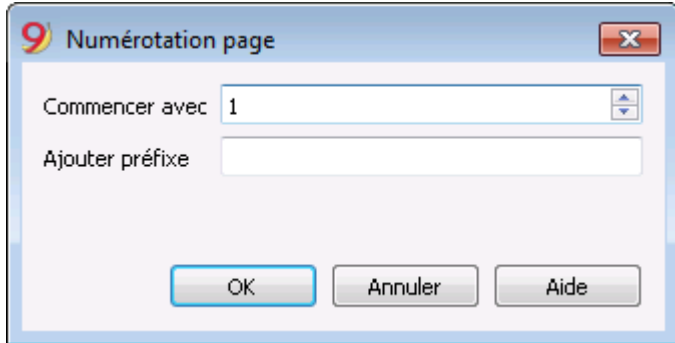 9 Numérotation page
Commencer avec 1
Ajouter préfixe
OK Annuler Aide